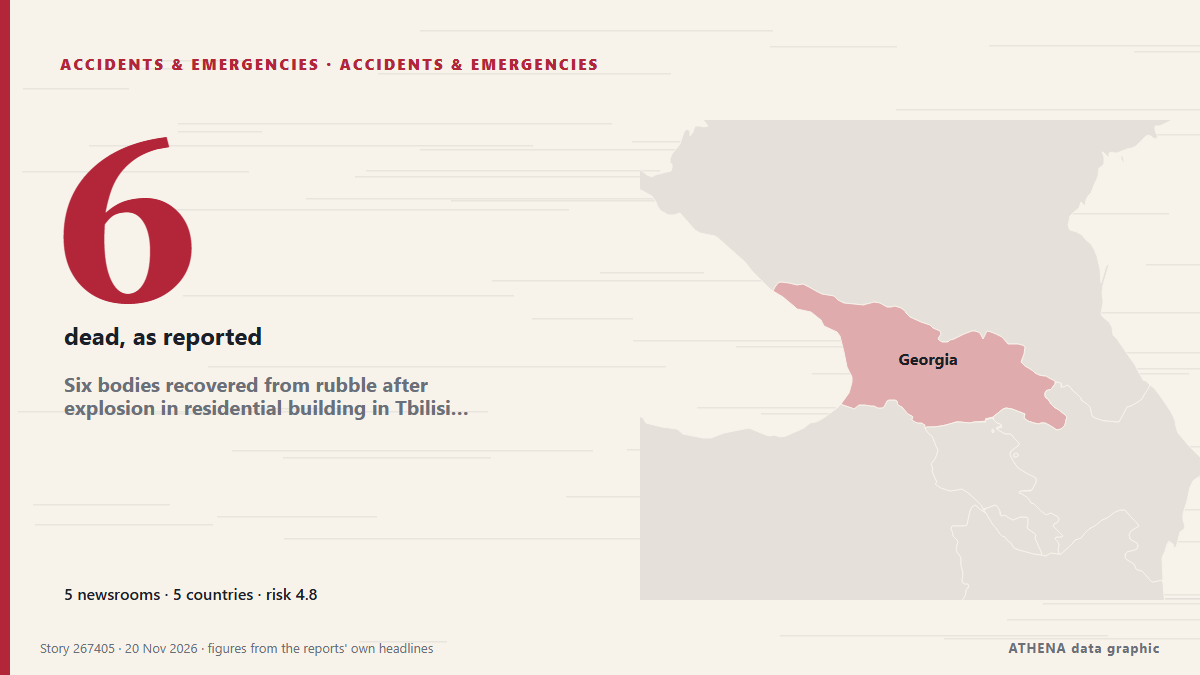 ACCIDENTS & EMERGENCIES · ACCIDENTS & EMERGENCIES
6
dead, as reported
Six bodies recovered from rubble after
explosion in residential building in Tbilisi...
Georgia
5 newsrooms · 5 countries · risk 4.8
Story 267405 · 20 Nov 2026 · figures from the reports' own headlines
ATHENA data graphic